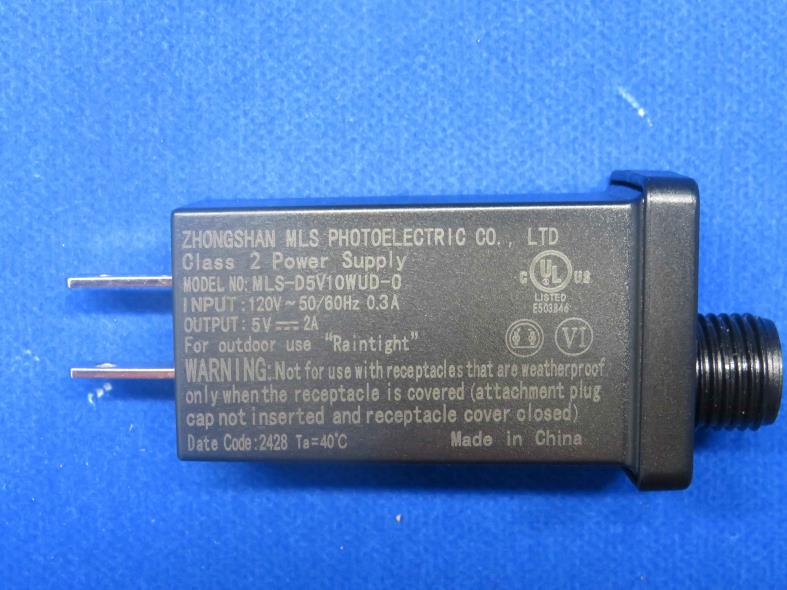 ZHONGSHAN MLS PHOTOELECTRIC CO., LTD
Class 2 Power Supply
MODEL NO: MLS-D5V10WUD-O
INPUT: 120V~50/60Hz 0.3A
OUTPUT: 5V⎓2A
For outdoor use "Raintight"
C UL US
LISTED
E503846
VI
WARNING: Not for use with receptacles that are weatherproof
only when the receptacle is covered (attachment plug
cap not inserted and receptacle cover closed)
Date Code: 2428 Ta=40℃
Made in China